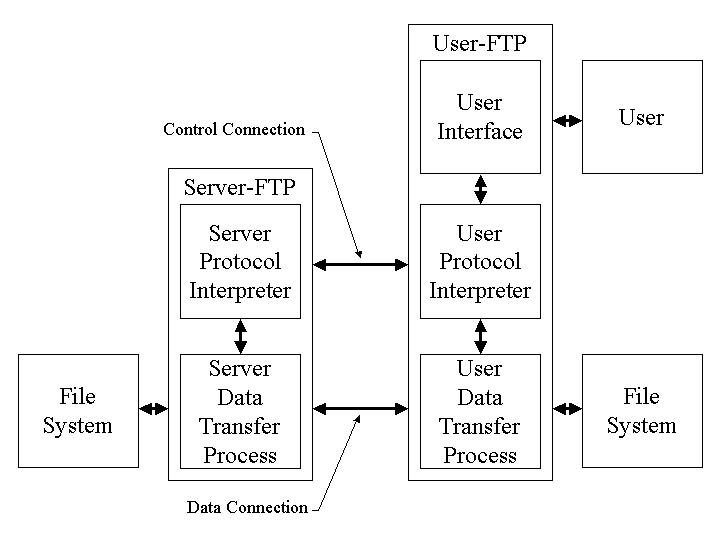 User-FTP
User
Interface
User
Control Connection
Server-FTP
Server
Protocol
Interpreter
User
Protocol
Interpreter
File
System
Server
Data
Transfer
Process
User
Data
Transfer
Process
File
System
Data Connection